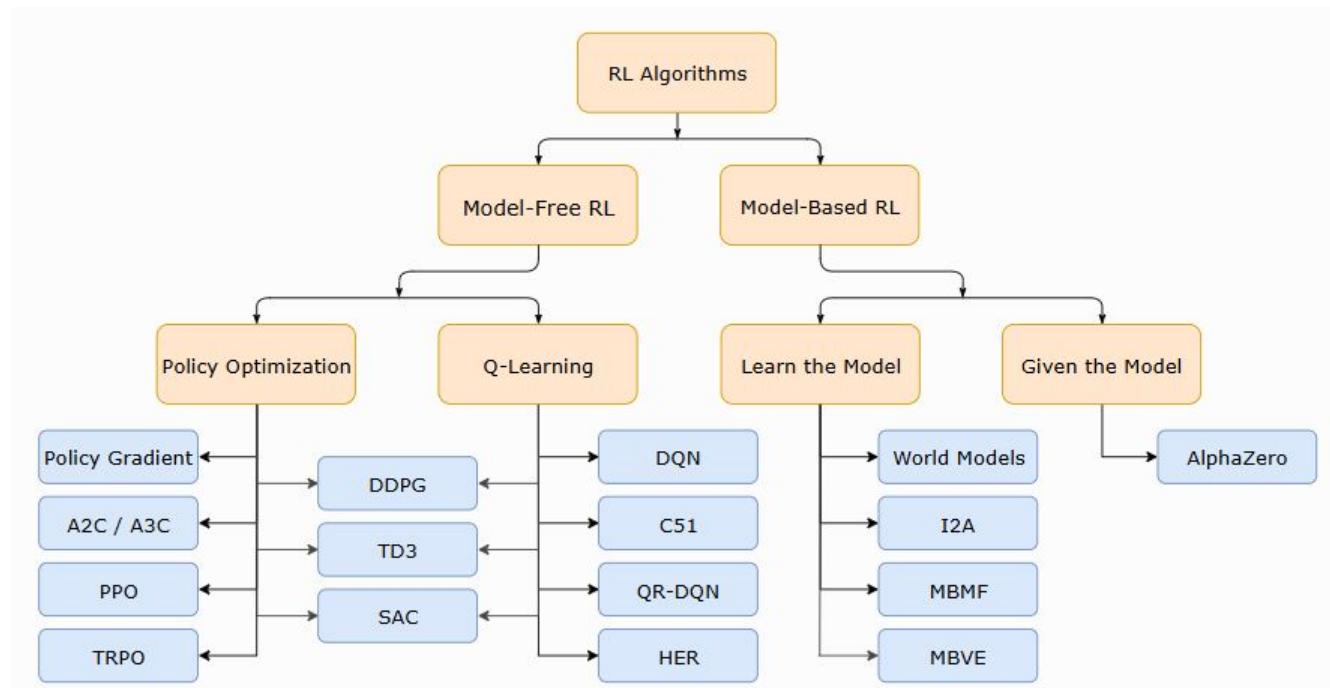 RL Algorithms
Model-Free RL
Model-Based RL
Policy Optimization
Q-Learning
Learn the Model
Given the Model
Policy Gradient
DDPG
DQN
World Models
AlphaZero
A2C / A3C
TD3
C51
I2A
PPO
SAC
QR-DQN
MBMF
TRPO
HER
MBVE